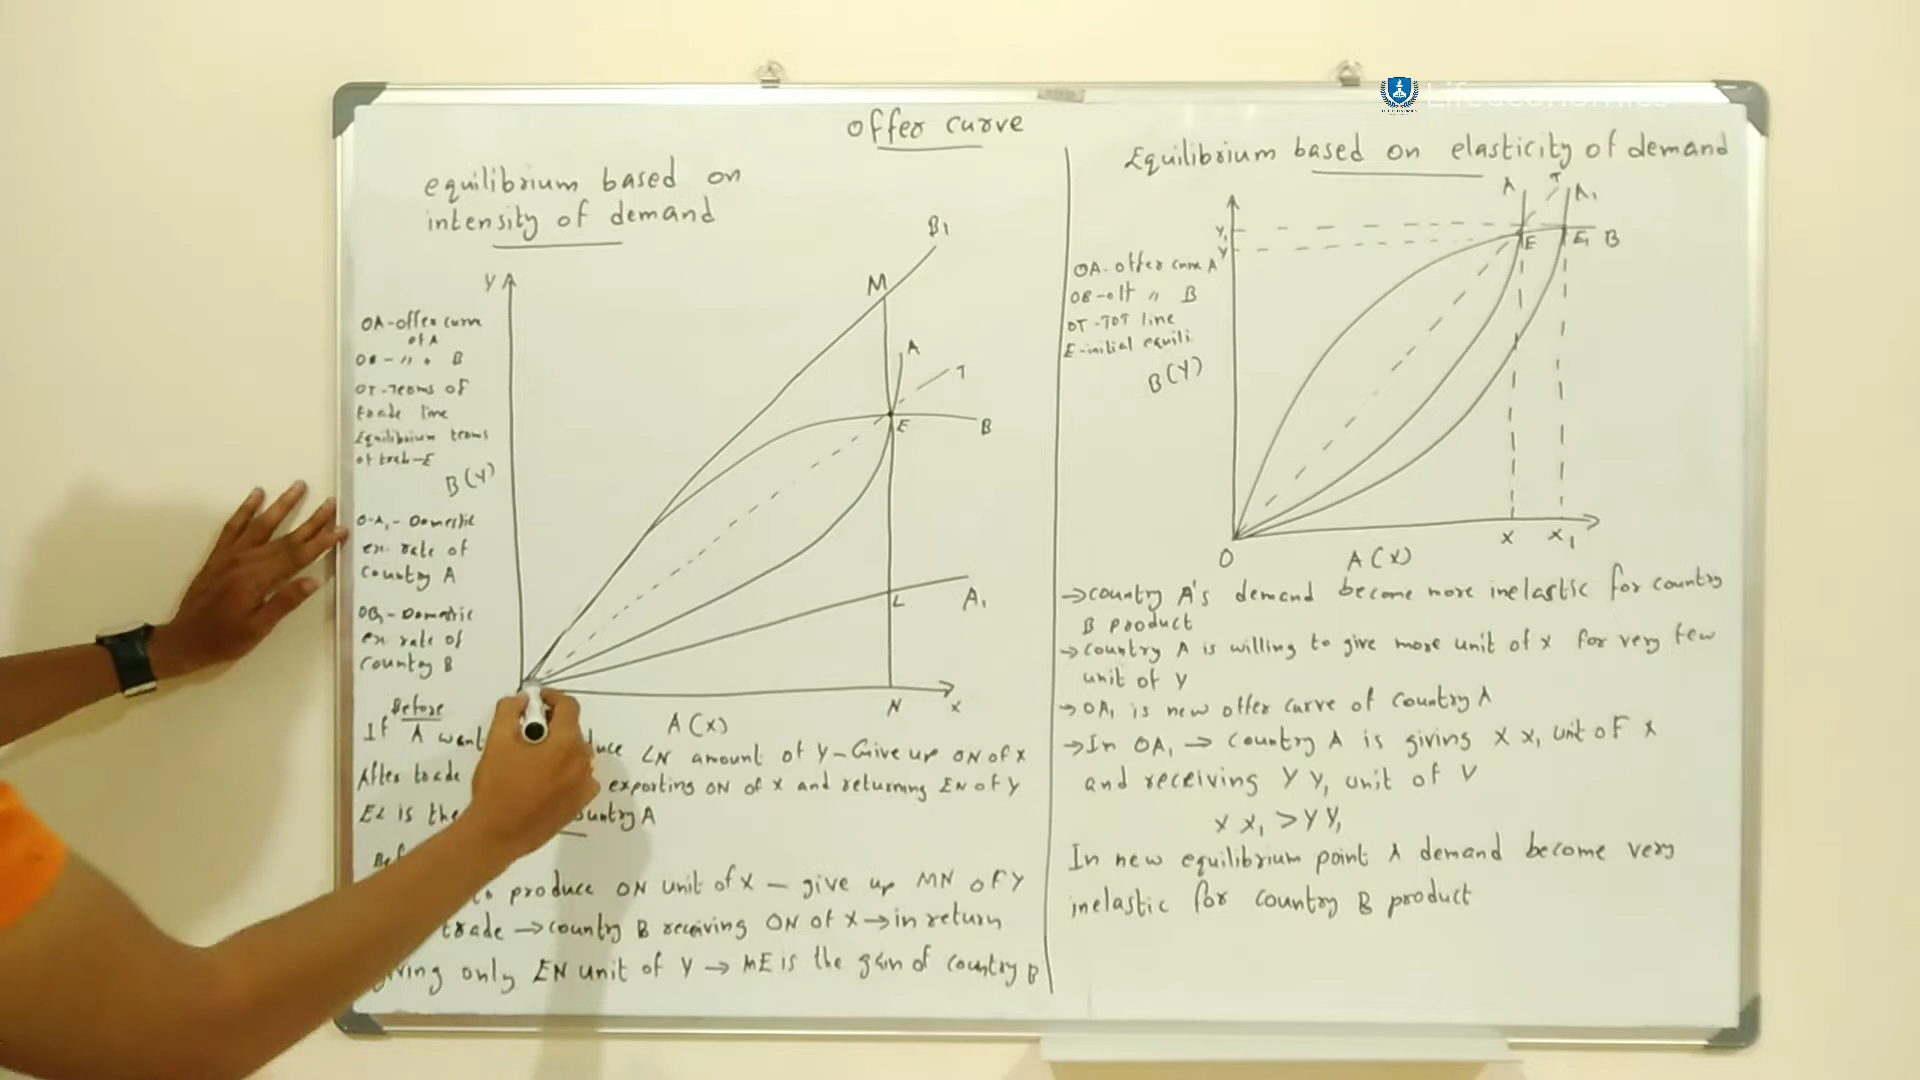 Lifeeconomics
offer curve
equilibrium based on
intensity of demand
Y
B1
M
A
T
E
B
L
A1
N
X
A (X)
OA-offer curve
of A
OB - " " B
OT-Terms of
trade line
Equilibrium terms
of trade-E
B(Y)
O-A1 - Domestic
ex. rate of
country A
OB1 - Domestic
ex rate of
country B
Before
If A want
duce LN amount of Y-Give up ON of X
After trade
exporting ON of X and returning EN of Y
EL is the
ountry A
Bef
to produce ON unit of X - give up MN of Y
trade → country B receiving ON of X → in return
iving only EN unit of Y → ME is the gain of country B
Equilibrium based on elasticity of demand
A
T
A1
Y1
Y
E
E1
B
OA- offer curve A
OB-off " B
OT -TOT line
E-initial equili
B(Y)
O
A (X)
X
X1
→ country A's demand become more inelastic for country
B product
→ country A is willing to give more unit of x for very few
unit of Y
→ OA1 is new offer curve of country A
→ In OA1 → country A is giving X X1 unit of X
and receiving Y Y1 unit of V
X X1 > Y Y1
In new equilibrium point A demand become very
inelastic for country B product